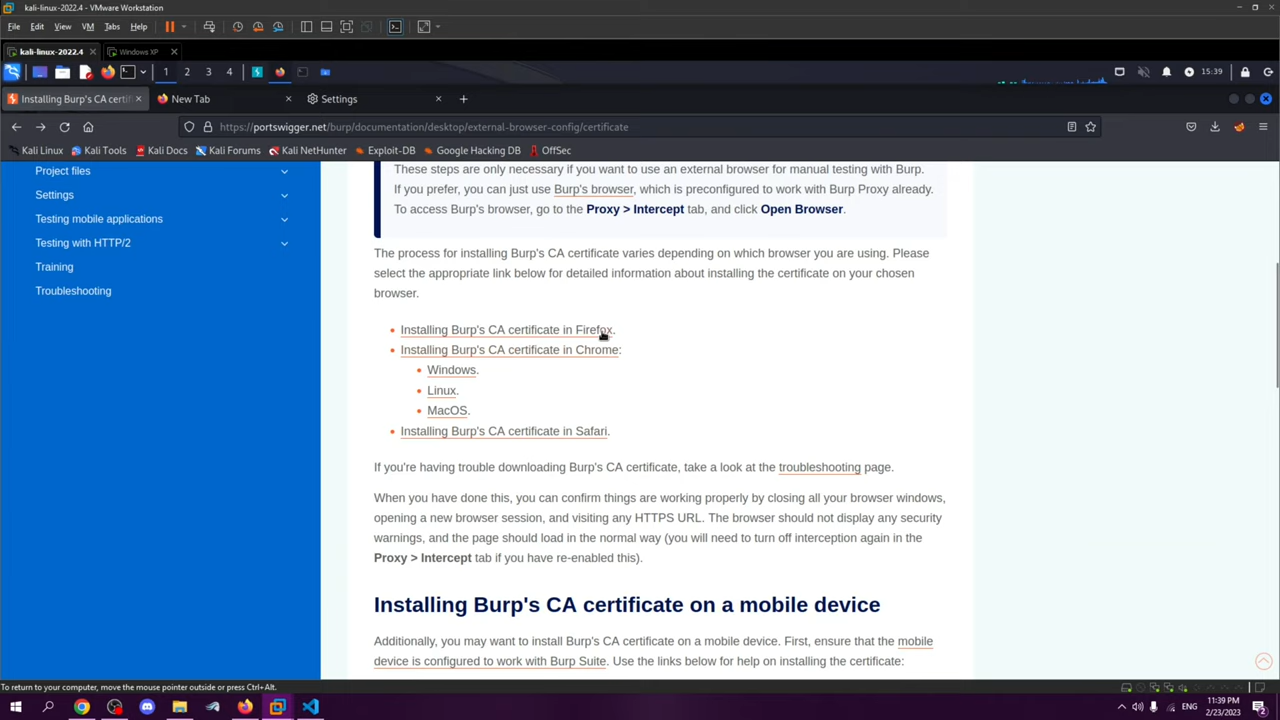 kali-linux-2022.4 - VMware Workstation
File Edit View VM Tabs Help
kali-linux-2022.4 Windows XP
1 2 3 4 15:39
Installing Burp's CA certif New Tab Settings
https://portswigger.net/burp/documentation/desktop/external-browser-config/certificate
Kali Linux Kali Tools Kali Docs Kali Forums Kali NetHunter Exploit-DB Google Hacking DB OffSec
Project files
Settings
Testing mobile applications
Testing with HTTP/2
Training
Troubleshooting
These steps are only necessary if you want to use an external browser for manual testing with Burp.
If you prefer, you can just use Burp's browser, which is preconfigured to work with Burp Proxy already.
To access Burp's browser, go to the Proxy > Intercept tab, and click Open Browser.
The process for installing Burp's CA certificate varies depending on which browser you are using. Please
select the appropriate link below for detailed information about installing the certificate on your chosen
browser.
Installing Burp's CA certificate in Firefox.
Installing Burp's CA certificate in Chrome:
Windows.
Linux.
MacOS.
Installing Burp's CA certificate in Safari.
If you're having trouble downloading Burp's CA certificate, take a look at the troubleshooting page.
When you have done this, you can confirm things are working properly by closing all your browser windows,
opening a new browser session, and visiting any HTTPS URL. The browser should not display any security
warnings, and the page should load in the normal way (you will need to turn off interception again in the
Proxy > Intercept tab if you have re-enabled this).
Installing Burp's CA certificate on a mobile device
Additionally, you may want to install Burp's CA certificate on a mobile device. First, ensure that the mobile
device is configured to work with Burp Suite. Use the links below for help on installing the certificate:
To return to your computer, move the mouse pointer outside or press Ctrl+Alt.
ENG 11:39 PM
2/23/2023
2